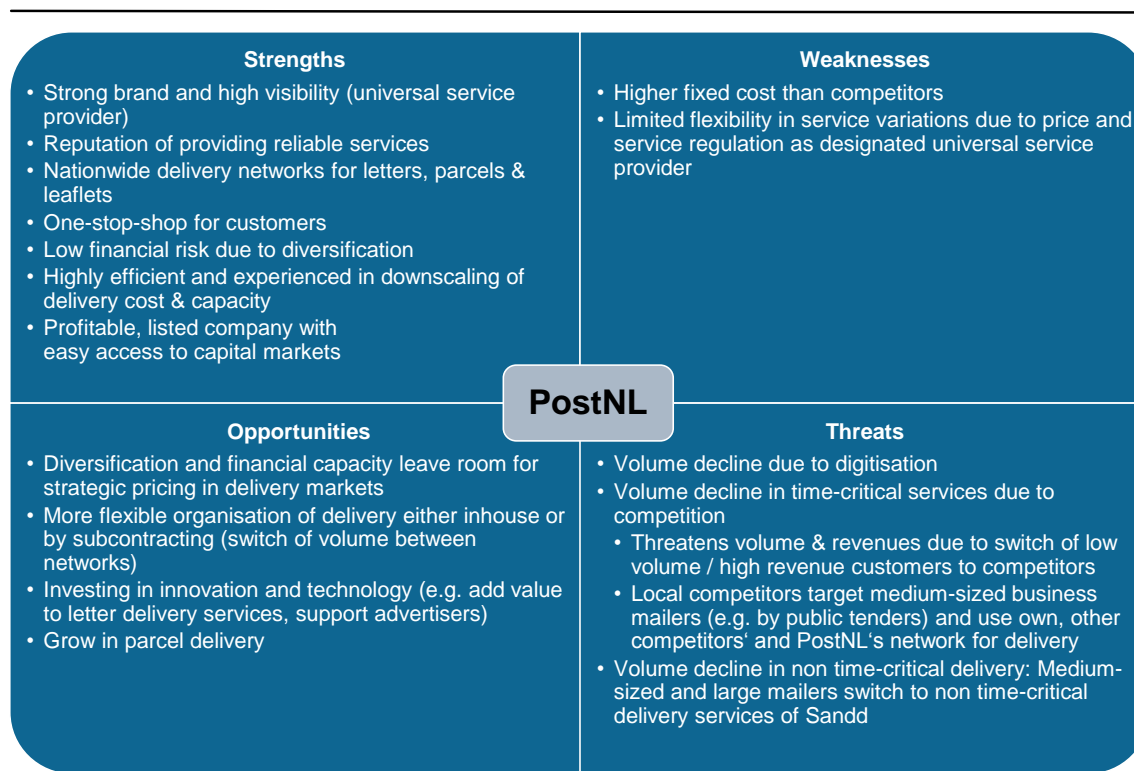 Strengths
• Strong brand and high visibility (universal service
provider)
• Reputation of providing reliable services
• Nationwide delivery networks for letters, parcels &
leaflets
• One-stop-shop for customers
• Low financial risk due to diversification
• Highly efficient and experienced in downscaling of
delivery cost & capacity
• Profitable, listed company with
easy access to capital markets
Weaknesses
• Higher fixed cost than competitors
• Limited flexibility in service variations due to price and
service regulation as designated universal service
provider
PostNL
Opportunities
• Diversification and financial capacity leave room for
strategic pricing in delivery markets
• More flexible organisation of delivery either inhouse or
by subcontracting (switch of volume between
networks)
• Investing in innovation and technology (e.g. add value
to letter delivery services, support advertisers)
• Grow in parcel delivery
Threats
• Volume decline due to digitisation
• Volume decline in time-critical services due to
competition
• Threatens volume & revenues due to switch of low
volume / high revenue customers to competitors
• Local competitors target medium-sized business
mailers (e.g. by public tenders) and use own, other
competitors‘ and PostNL‘s network for delivery
• Volume decline in non time-critical delivery: Medium-
sized and large mailers switch to non time-critical
delivery services of Sandd